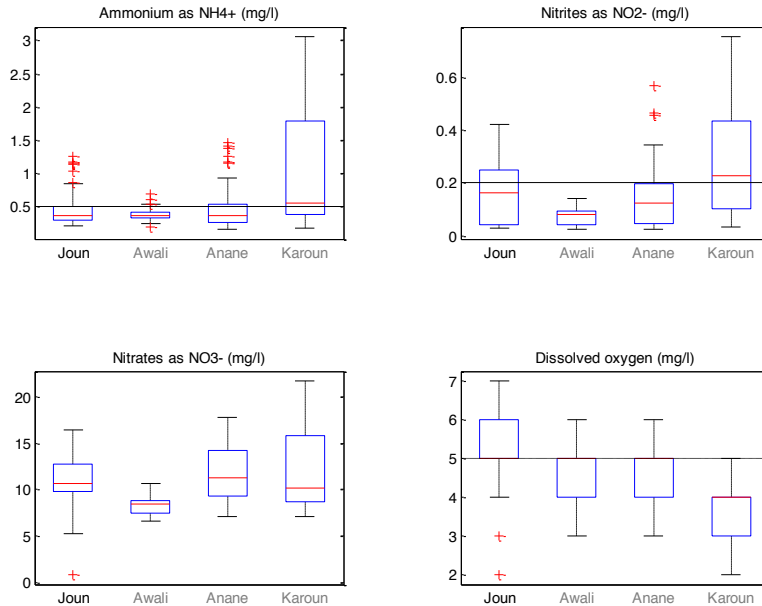 Ammonium as NH4+ (mg/l)
3
2.5
2
1.5
1
0.5
Joun Awali Anane Karoun
Nitrites as NO2- (mg/l)
0.6
0.4
0.2
0
Joun Awali Anane Karoun
Nitrates as NO3- (mg/l)
20
15
10
5
0
Joun Awali Anane Karoun
Dissolved oxygen (mg/l)
7
6
5
4
3
2
Joun Awali Anane Karoun